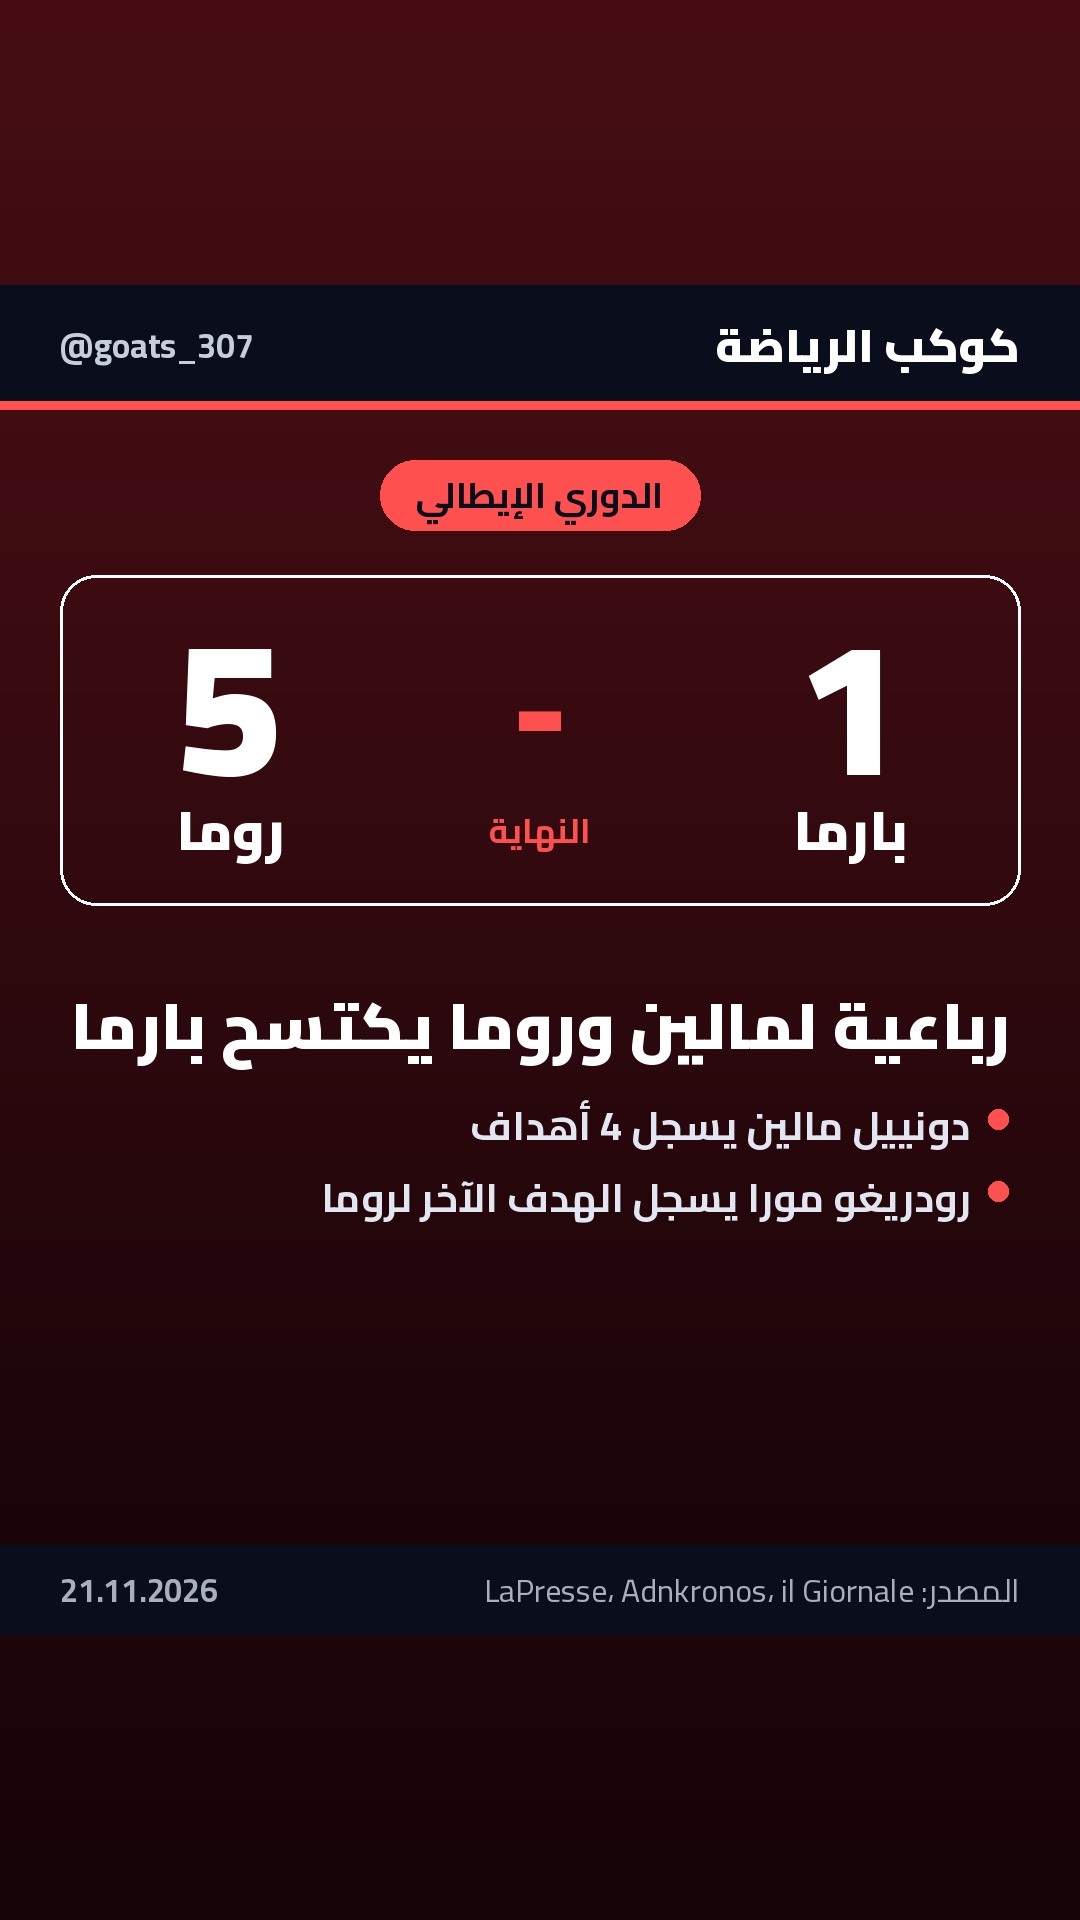 كوكب الرياضة
@goats_307
الدوري الإيطالي
1 - 5
بارما النهاية روما
رباعية لمالين وروما يكتسح بارما
دونييل مالين يسجل 4 أهداف
رودريغو مورا يسجل الهدف الآخر لروما
المصدر: LaPresse، Adnkronos، il Giornale
21.11.2026